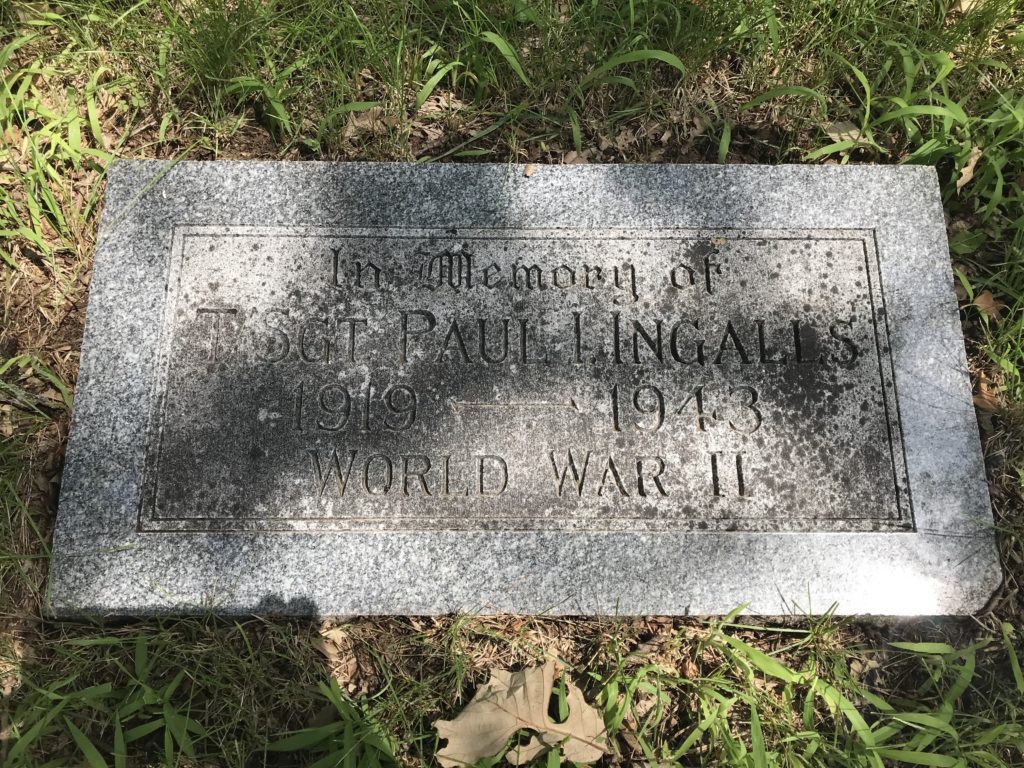 In Memory of
T/Sgt Paul I Ingalls
1919 — 1943
World War II